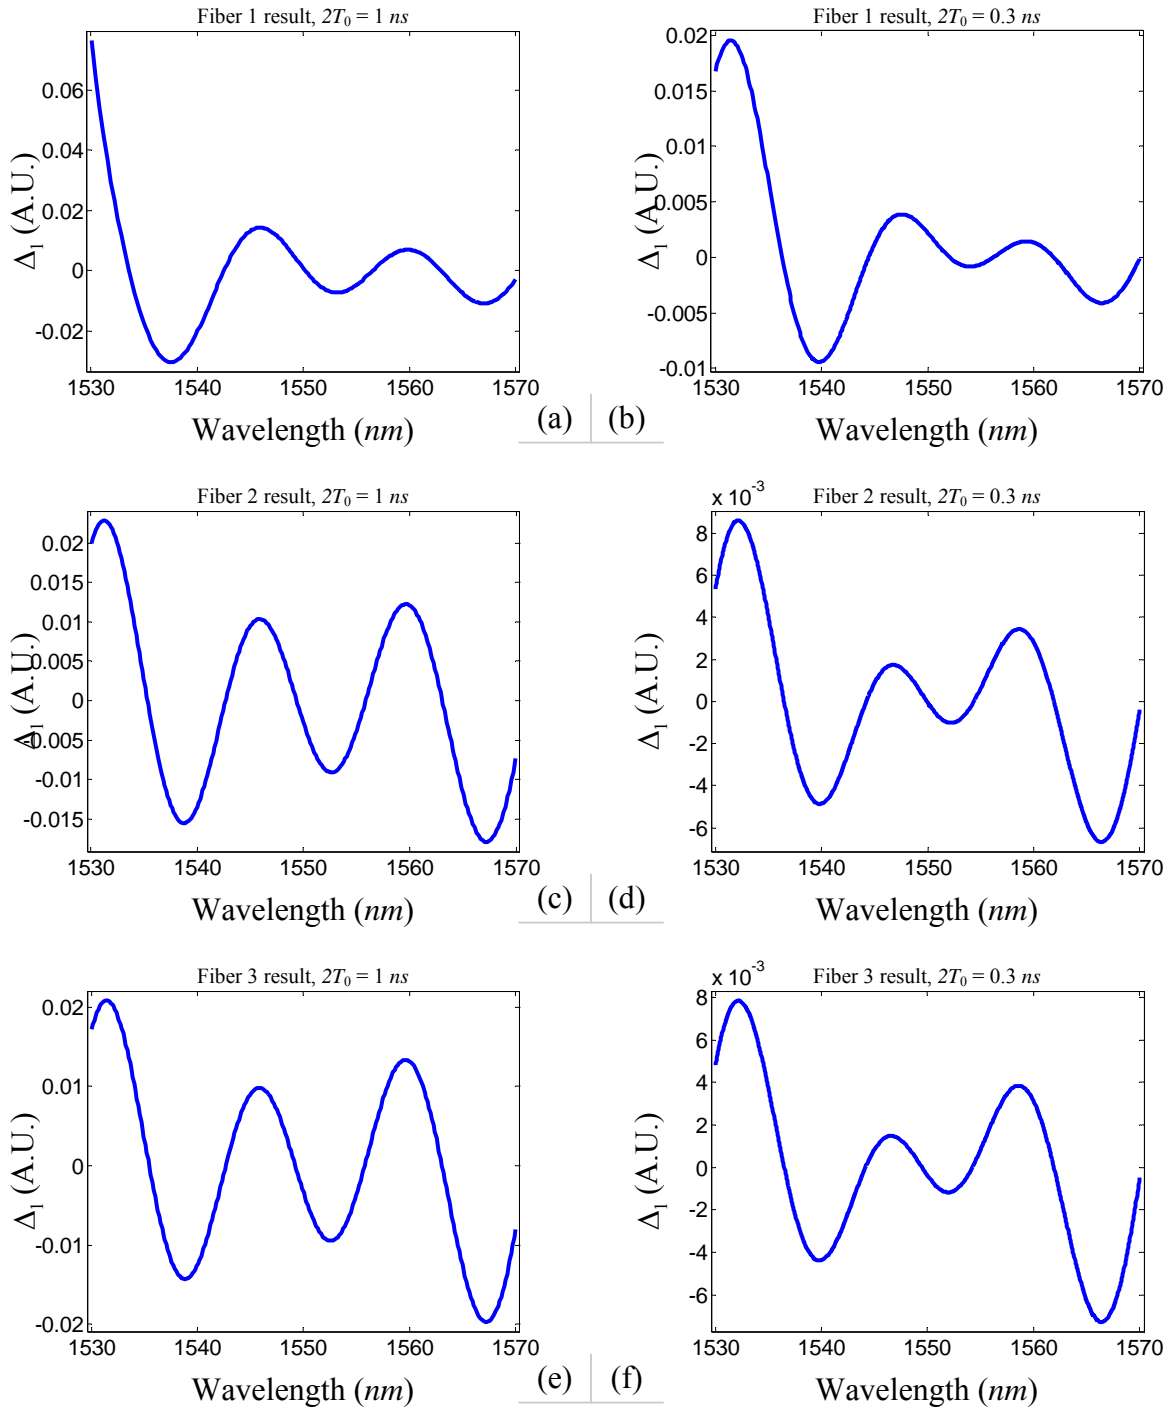 Fiber 1 result, 2T₀ = 1 ns
0.06
0.04
0.02
0
-0.02
Δ₁ (A.U.)
1530 1540 1550 1560 1570
Wavelength (nm)
Fiber 1 result, 2T₀ = 0.3 ns
0.02
0.015
0.01
0.005
0
-0.005
-0.01
Δ₁ (A.U.)
1530 1540 1550 1560 1570
Wavelength (nm)
(a) (b)
Fiber 2 result, 2T₀ = 1 ns
0.02
0.015
0.01
0.005
0
-0.005
-0.01
-0.015
Δ₁ (A.U.)
1530 1540 1550 1560 1570
Wavelength (nm)
Fiber 2 result, 2T₀ = 0.3 ns
x 10⁻³
8
6
4
2
0
-2
-4
-6
Δ₁ (A.U.)
1530 1540 1550 1560 1570
Wavelength (nm)
(c) (d)
Fiber 3 result, 2T₀ = 1 ns
0.02
0.01
0
-0.01
-0.02
Δ₁ (A.U.)
1530 1540 1550 1560 1570
Wavelength (nm)
Fiber 3 result, 2T₀ = 0.3 ns
x 10⁻³
8
6
4
2
0
-2
-4
-6
Δ₁ (A.U.)
1530 1540 1550 1560 1570
Wavelength (nm)
(e) (f)